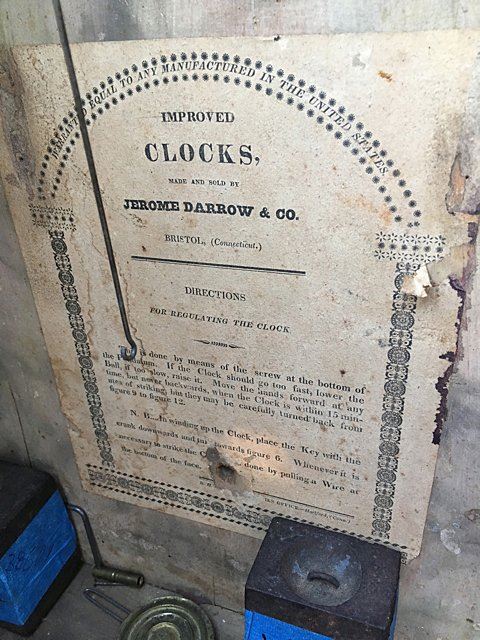 EQUAL TO ANY MANUFACTURED IN THE UNITED STATES.
IMPROVED
CLOCKS,
MADE AND SOLD BY
JEROME DARROW & CO.
BRISTOL, (Connecticut.)
DIRECTIONS
FOR REGULATING THE CLOCK
is done by means of the screw at the bottom of
the Pendulum. If the Clock should go too fast, lower the
Ball, if too slow, raise it. Move the hands forward at any
time, but never backwards, when the Clock is within 15 min-
utes of striking, but they may be carefully turned back from
figure 9 to figure 12.
N. B. In winding up the Clock, place the Key with the
crank downwards and turn towards figure 6. Whenever it is
necessary to strike the done by pulling a Wire at
the bottom of the face.
OFFICE Hartford, (Conn.)